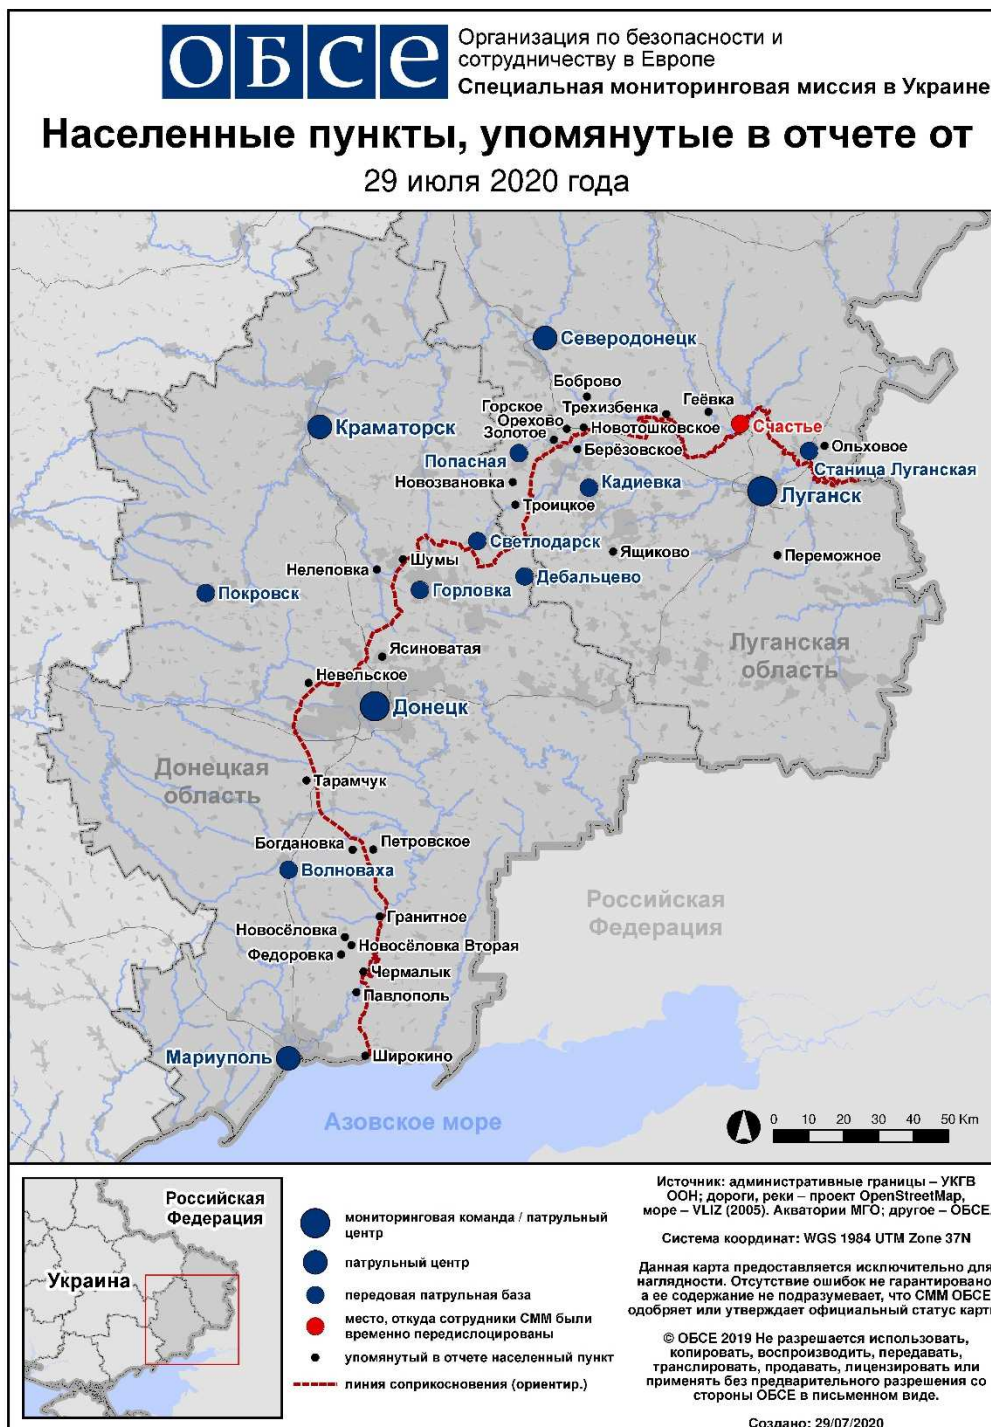 ОБСЕ
Организация по безопасности и
сотрудничеству в Европе
Специальная мониторинговая миссия в Украине
Населенные пункты, упомянутые в отчете от
29 июля 2020 года
Северодонецк
Боброво
Геёвка
Горское
Трехизбенка
Орехово
Новотошковское
Счастье
Золотое
Краматорск
Ольховое
Попасная
Берёзовское
Станица Луганская
Новозвановка
Кадиевка
Луганск
Троицкое
Светлодарск
Ящиково
Переможное
Шумы
Нелеповка
Дебальцево
Покровск
Горловка
Луганская
область
Ясиноватая
Невельское
Донецк
Донецкая
область
Тарамчук
Богдановка
Петровское
Волноваха
Российская
Федерация
Гранитное
Новосёловка
Новосёловка Вторая
Федоровка
Чермалык
Павлополь
Широкино
Мариуполь
Азовское море
0 10 20 30 40 50 Km
Российская
Федерация
Украина
мониторинговая команда / патрульный
центр
патрульный центр
передовая патрульная база
место, откуда сотрудники СММ были
временно передислоцированы
упомянутый в отчете населенный пункт
линия соприкосновения (ориентир.)
Источник: административные границы – УКГВ
ООН; дороги, реки – проект OpenStreetMap,
море – VLIZ (2005). Акватории МГО; другое – ОБСЕ.
Система координат: WGS 1984 UTM Zone 37N
Данная карта предоставляется исключительно для
наглядности. Отсутствие ошибок не гарантировано,
а ее содержание не подразумевает, что СММ ОБСЕ
одобряет или утверждает официальный статус карты
© ОБСЕ 2019 Не разрешается использовать,
копировать, воспроизводить, передавать,
транслировать, продавать, лицензировать или
применять без предварительного разрешения со
стороны ОБСЕ в письменном виде.
Создано: 29/07/2020